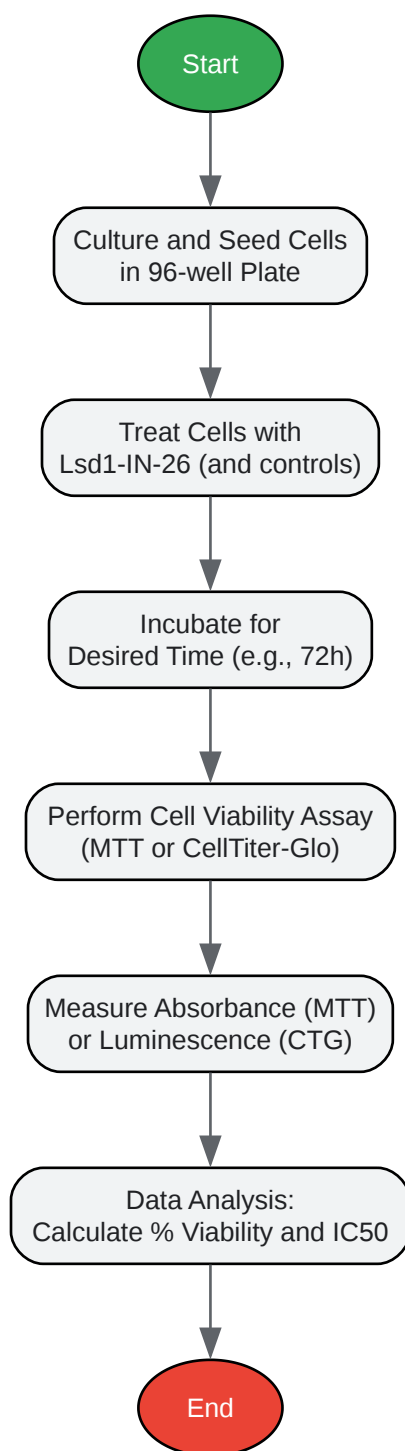 Start
Culture and Seed Cells
in 96-well Plate
Treat Cells with
Lsd1-IN-26 (and controls)
Incubate for
Desired Time (e.g., 72h)
Perform Cell Viability Assay
(MTT or CellTiter-Glo)
Measure Absorbance (MTT)
or Luminescence (CTG)
Data Analysis:
Calculate % Viability and IC50
End